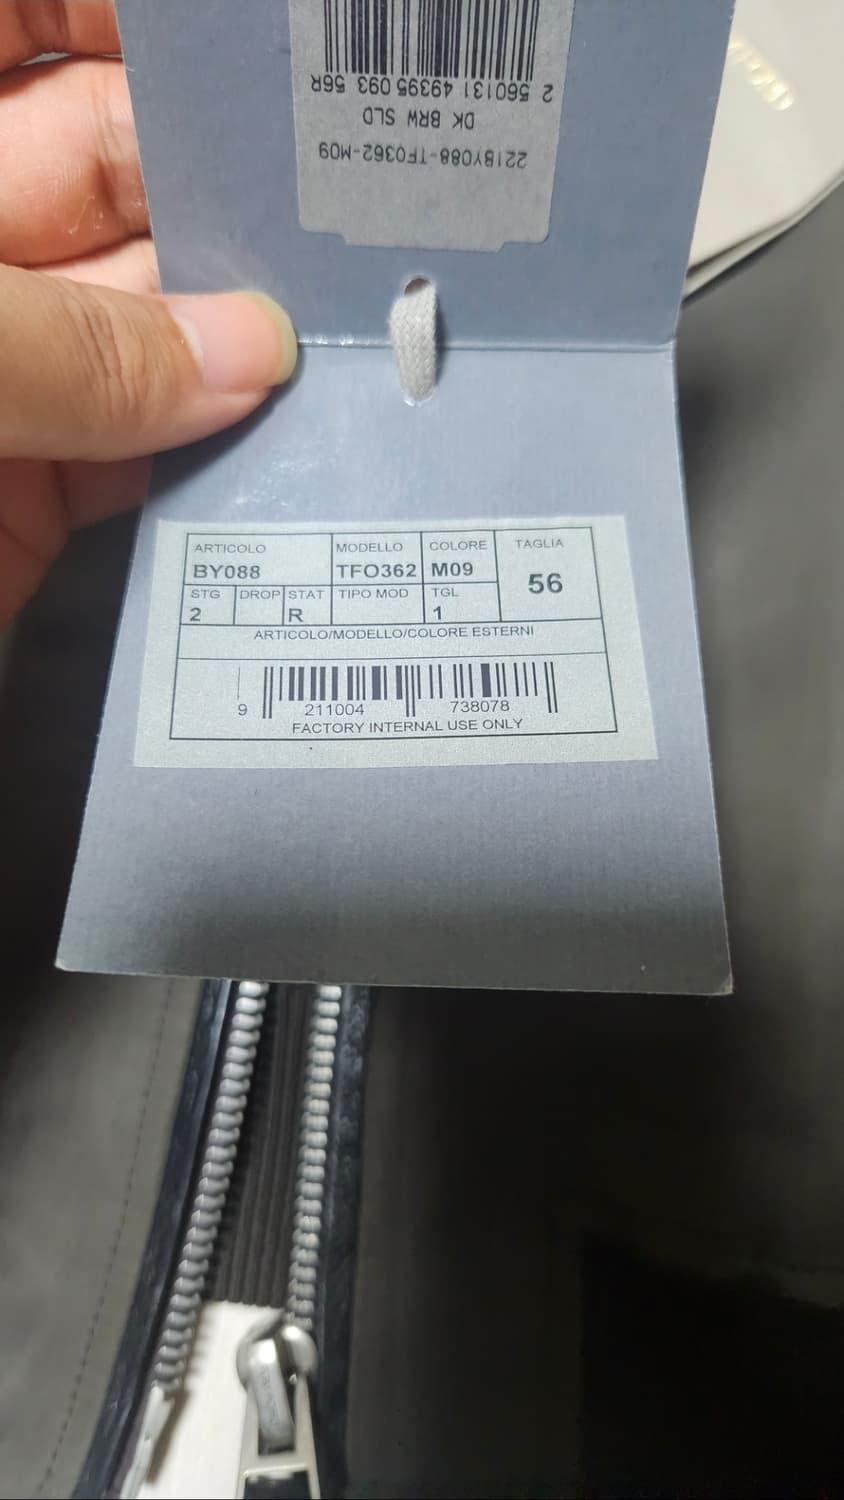 2 560131 49395 093 56R
DK BRW SLD
221BY088-TFO362-M09
ARTICOLO MODELLO COLORE TAGLIA
BY088 TFO362 M09 56
STG DROP STAT TIPO MOD TGL
2 R 1
ARTICOLO/MODELLO/COLORE ESTERNI
9 211004 738078
FACTORY INTERNAL USE ONLY